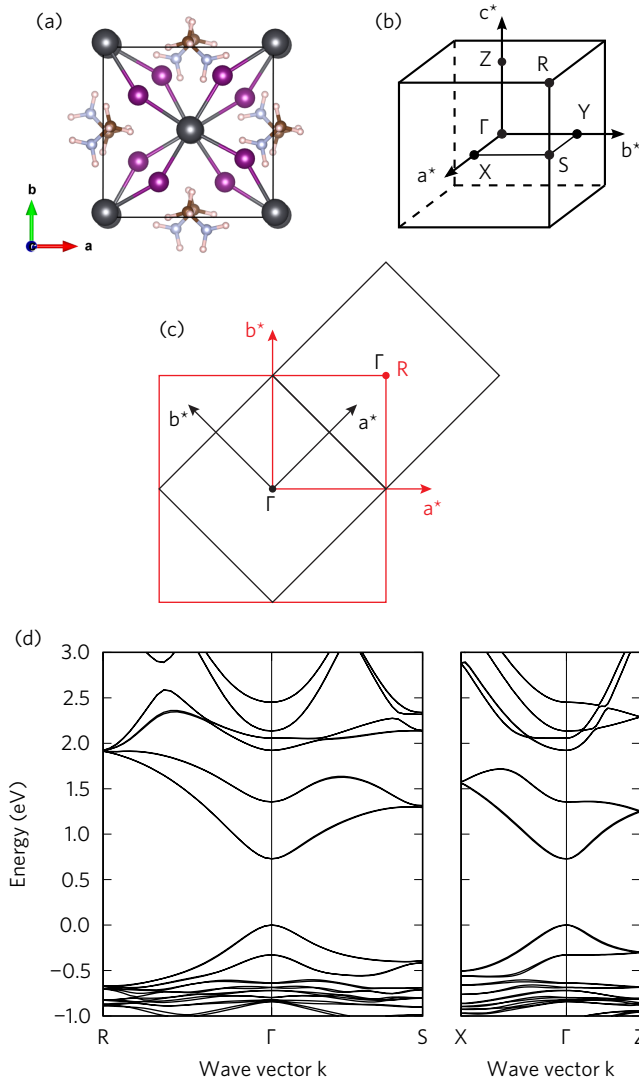 (a)
b
a
(b)
c*
Z
R
Γ
Y
b*
a*
X
S
(c)
b*
Γ
R
b*
a*
Γ
a*
(d)
Energy (eV)
3.0
2.5
2.0
1.5
1.0
0.5
0.0
−0.5
−1.0
R Γ S
Wave vector k
X Γ Z
Wave vector k